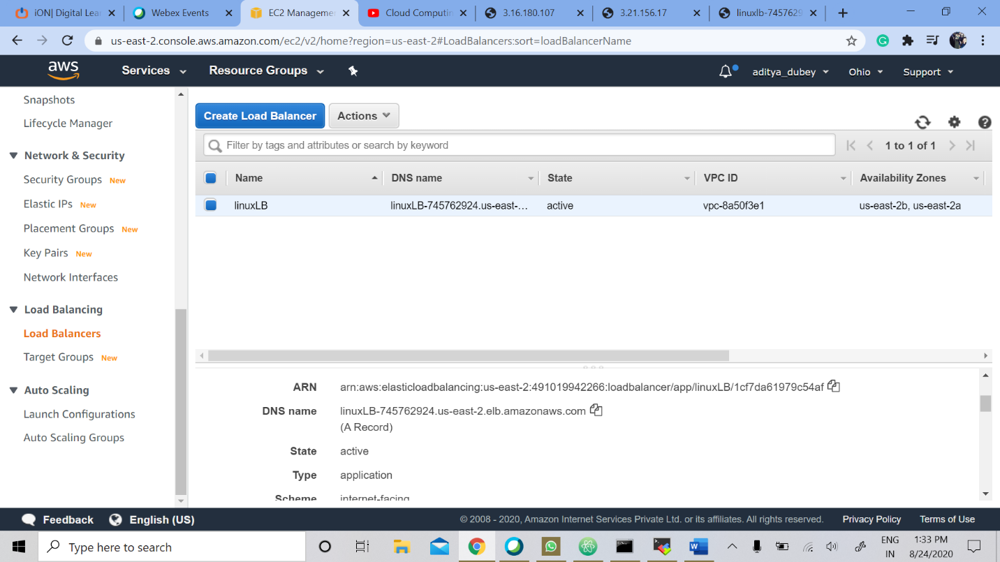 iON| Digital Lea
Webex Events
EC2 Managemen
Cloud Computin
3.16.180.107
3.21.156.17
linuxlb-7457629
us-east-2.console.aws.amazon.com/ec2/v2/home?region=us-east-2#LoadBalancers:sort=loadBalancerName
aws
Services
Resource Groups
aditya_dubey
Ohio
Support
Snapshots
Lifecycle Manager
Network & Security
Security Groups New
Elastic IPs New
Placement Groups New
Key Pairs New
Network Interfaces
Load Balancing
Load Balancers
Target Groups New
Auto Scaling
Launch Configurations
Auto Scaling Groups
Create Load Balancer
Actions
Filter by tags and attributes or search by keyword
1 to 1 of 1
Name DNS name State VPC ID Availability Zones
linuxLB linuxLB-745762924.us-east-... active vpc-8a50f3e1 us-east-2b, us-east-2a
ARN arn:aws:elasticloadbalancing:us-east-2:491019942266:loadbalancer/app/linuxLB/1cf7da61979c54af
DNS name linuxLB-745762924.us-east-2.elb.amazonaws.com
(A Record)
State active
Type application
Scheme internet-facing
Feedback
English (US)
© 2008 - 2020, Amazon Internet Services Private Ltd. or its affiliates. All rights reserved.
Privacy Policy
Terms of Use
Type here to search
ENG
IN
1:33 PM
8/24/2020